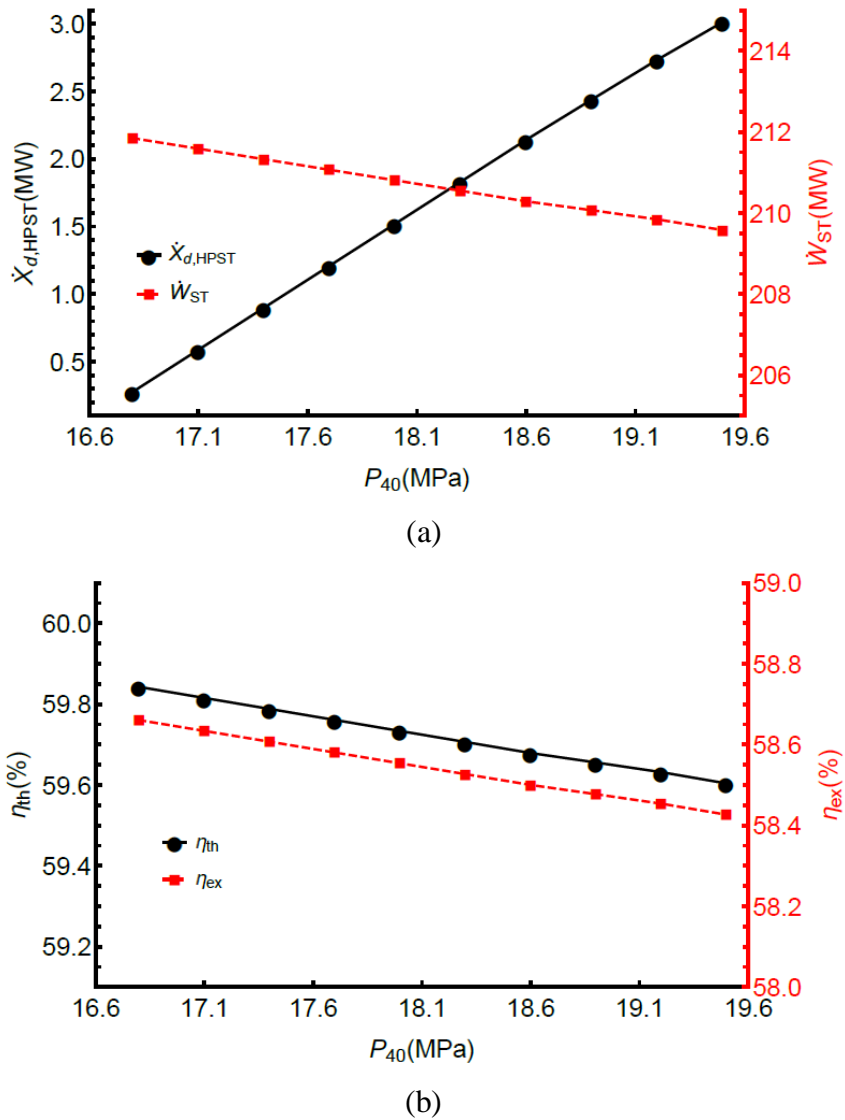 3.0
2.5
2.0
1.5
1.0
0.5
Ẋd,HPST(MW)
214
212
210
208
206
ẆST(MW)
Ẋd,HPST
ẆST
16.6 17.1 17.6 18.1 18.6 19.1 19.6
P40(MPa)
(a)
60.0
59.8
59.6
59.4
59.2
ηth(%)
59.0
58.8
58.6
58.4
58.2
58.0
ηex(%)
ηth
ηex
16.6 17.1 17.6 18.1 18.6 19.1 19.6
P40(MPa)
(b)